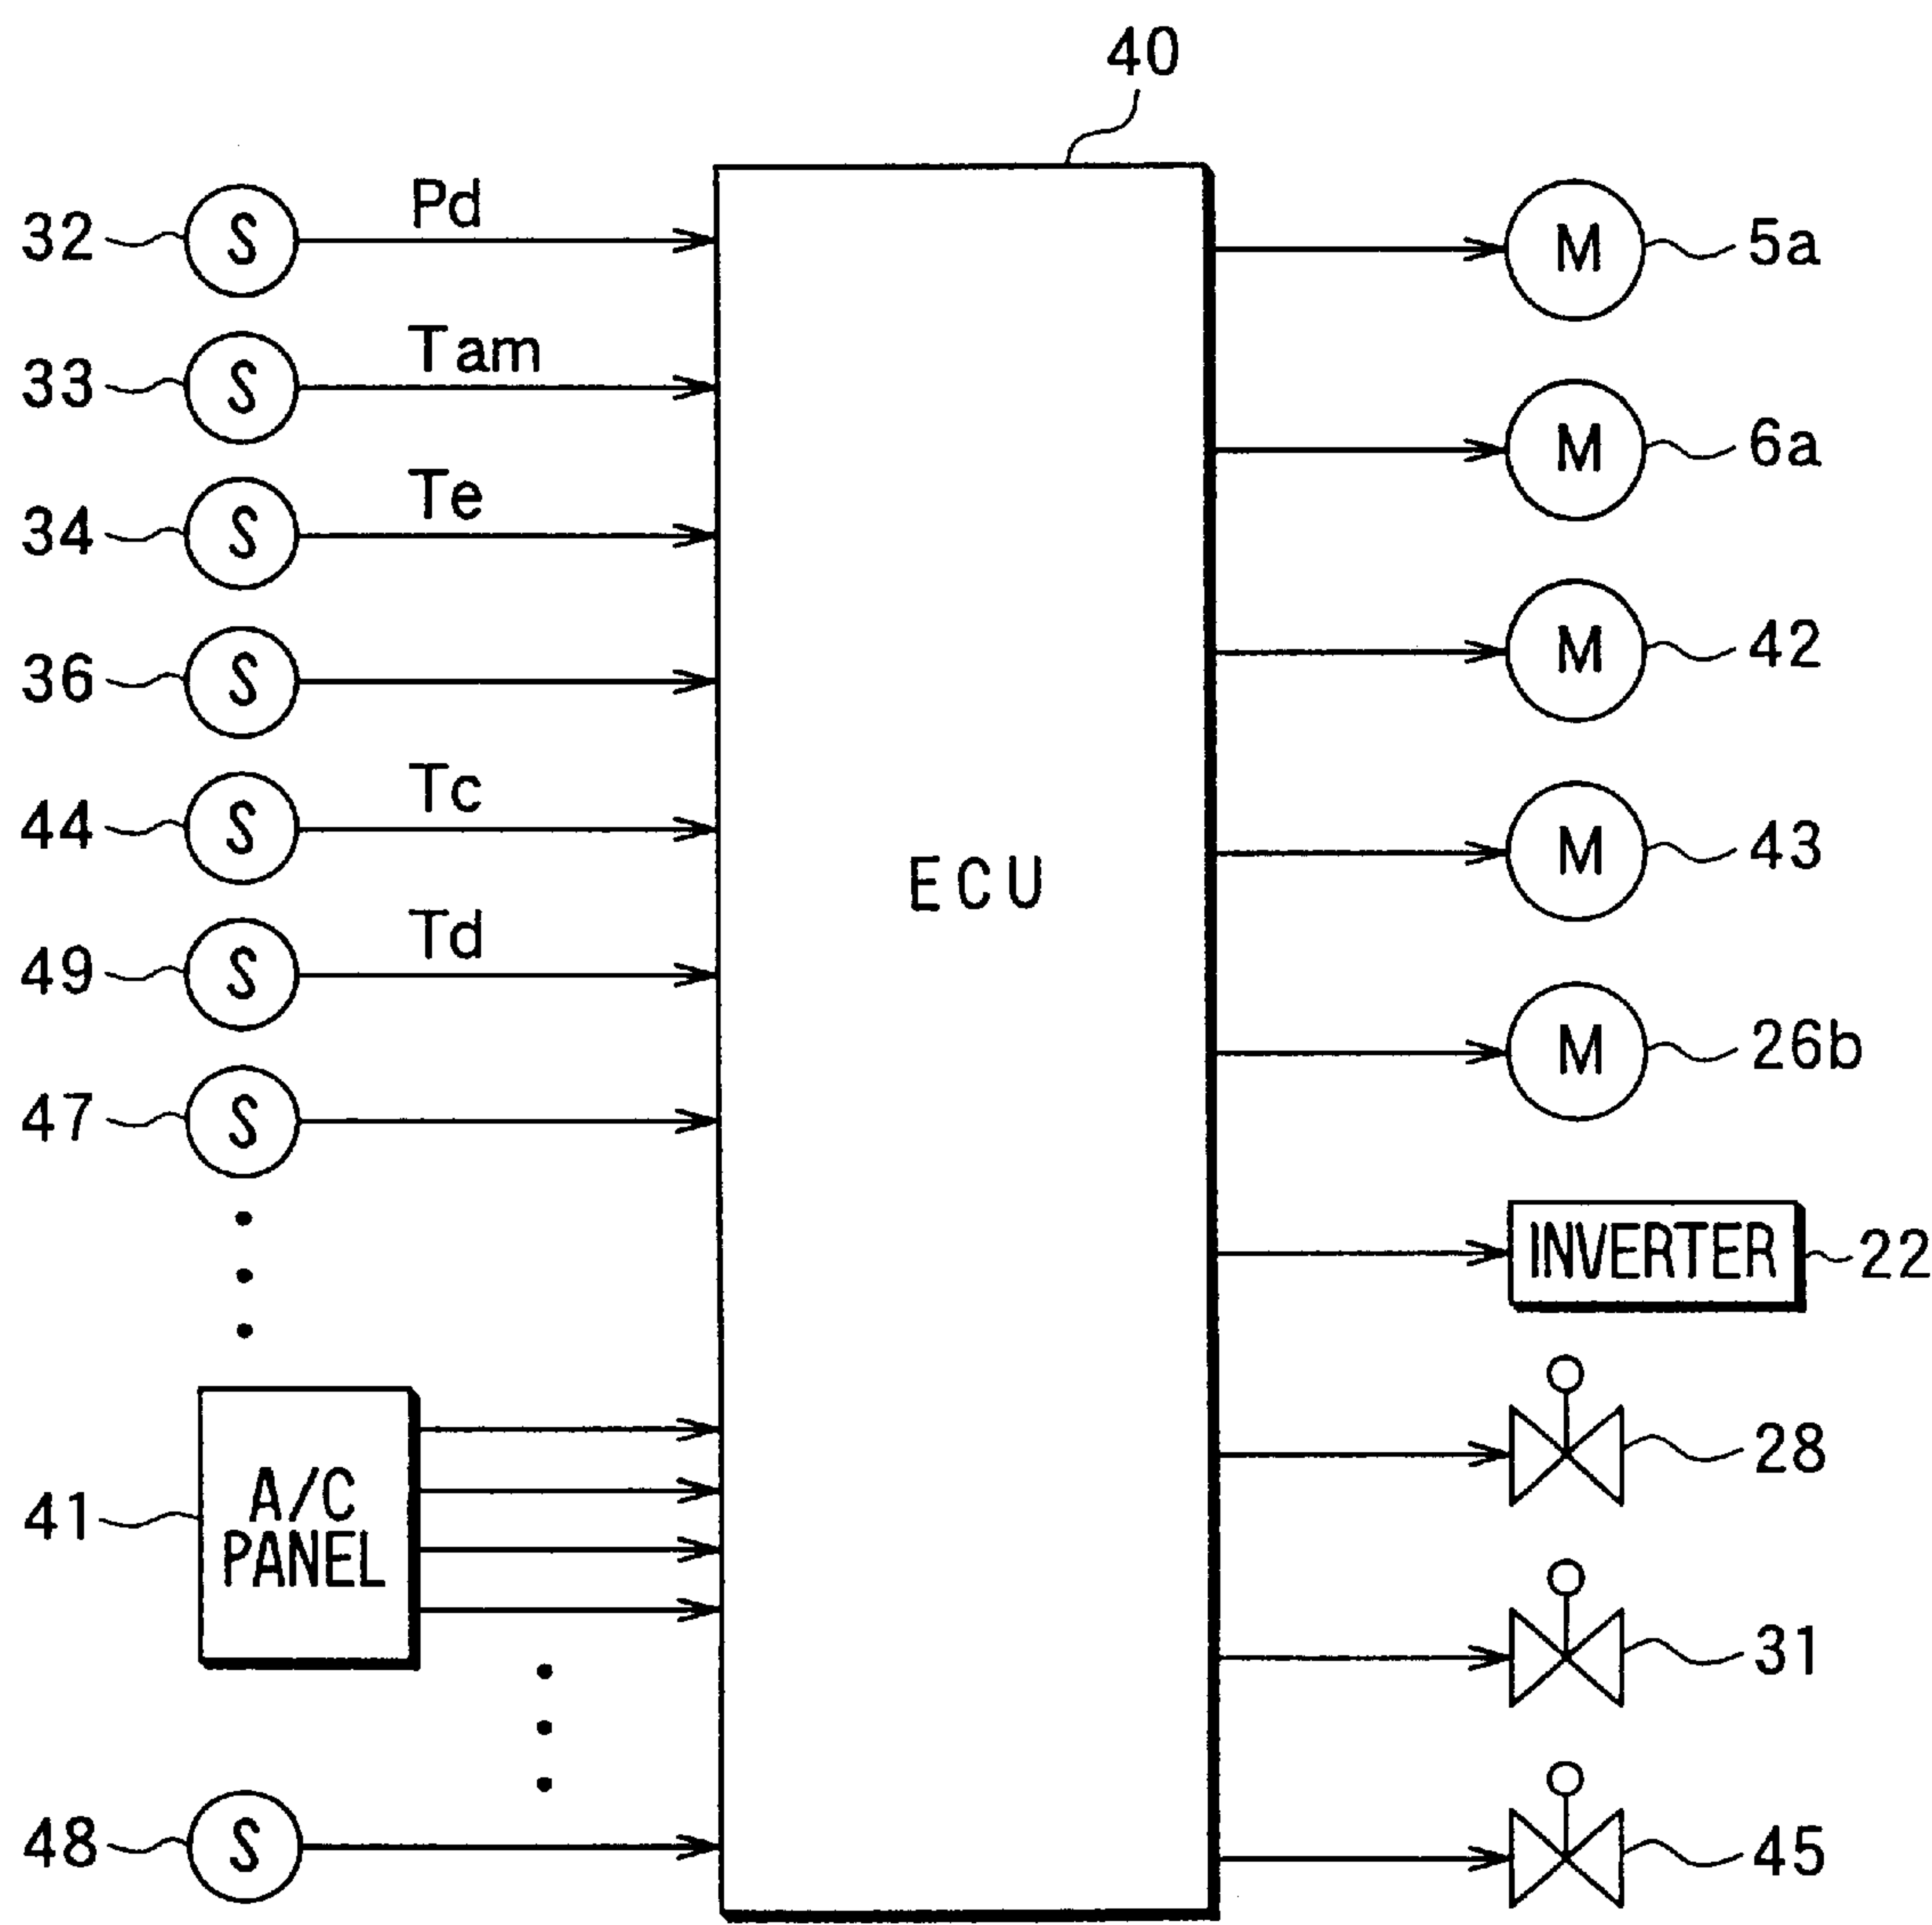 40
32 S Pd M 5a
33 S Tam
34 S Te M 6a
36 S M 42
44 S Tc M 43
ECU
49 S Td M 26b
47 S
INVERTER 22
A/C
PANEL
41
28
31
48 S 45